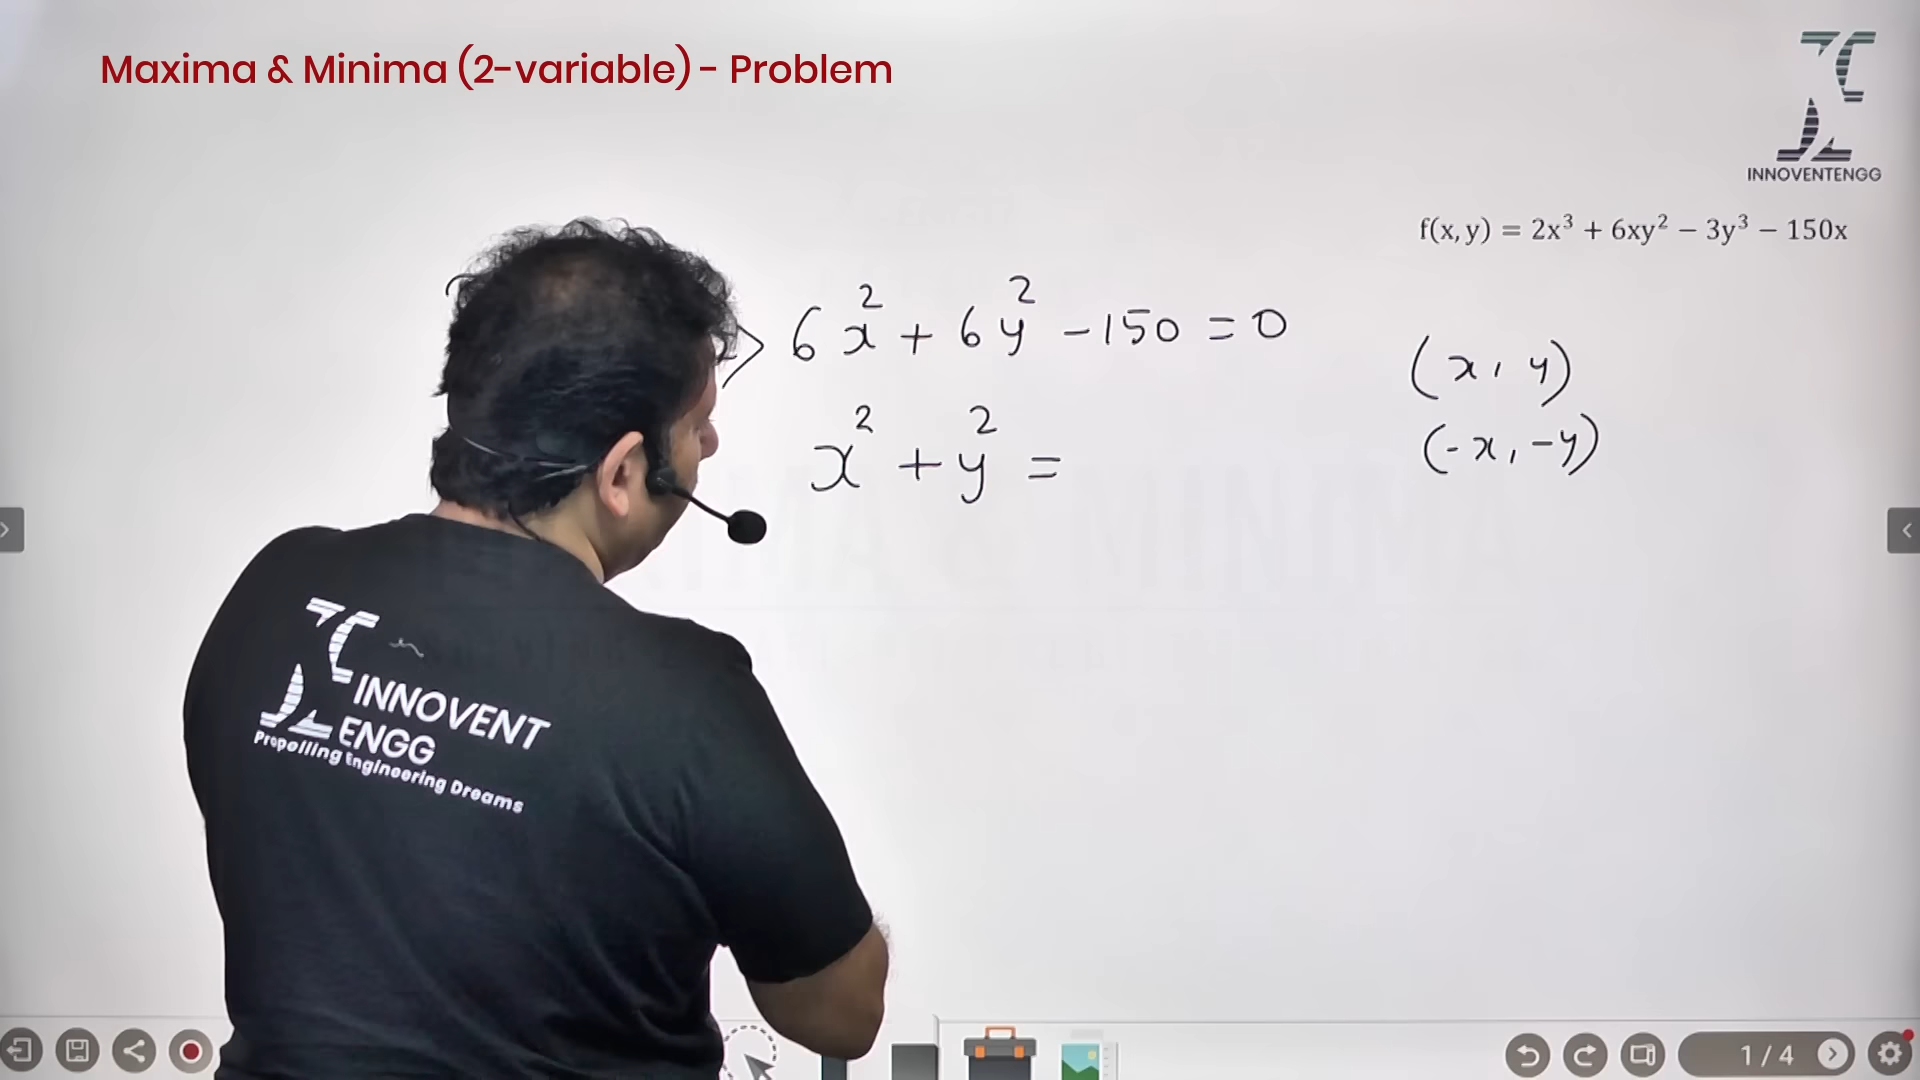 Maxima & Minima (2-variable) - Problem
INNOVENTENGG
f(x, y) = 2x³ + 6xy² − 3y³ − 150x
6x² + 6y² − 150 = 0
(x, y)
x² + y² =
(-x, -y)
INNOVENT
ENGG
Propelling Engineering Dreams
1 / 4